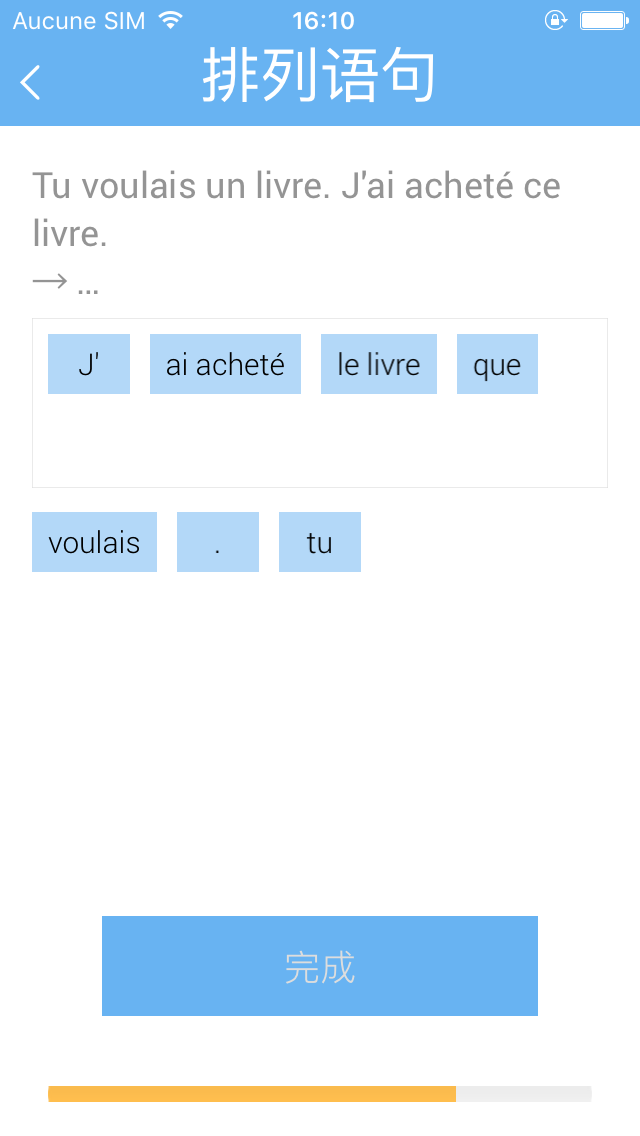 Aucune SIM 16:10
排列语句
Tu voulais un livre. J'ai acheté ce
livre.
→ ...
J' ai acheté le livre que
voulais . tu
完成